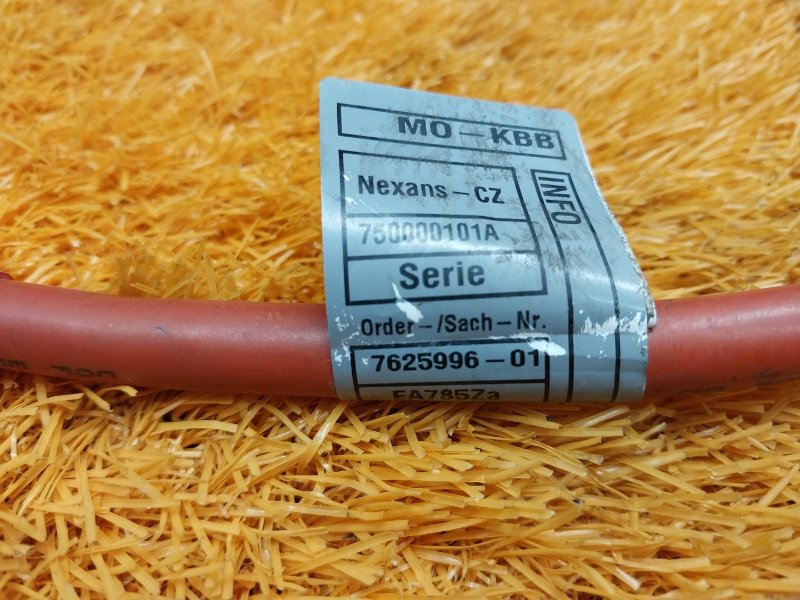 MO-KBB
Nexans-CZ
INFO
750000101A
Serie
Order-/Sach-Nr.
7625996-01
EA785Za